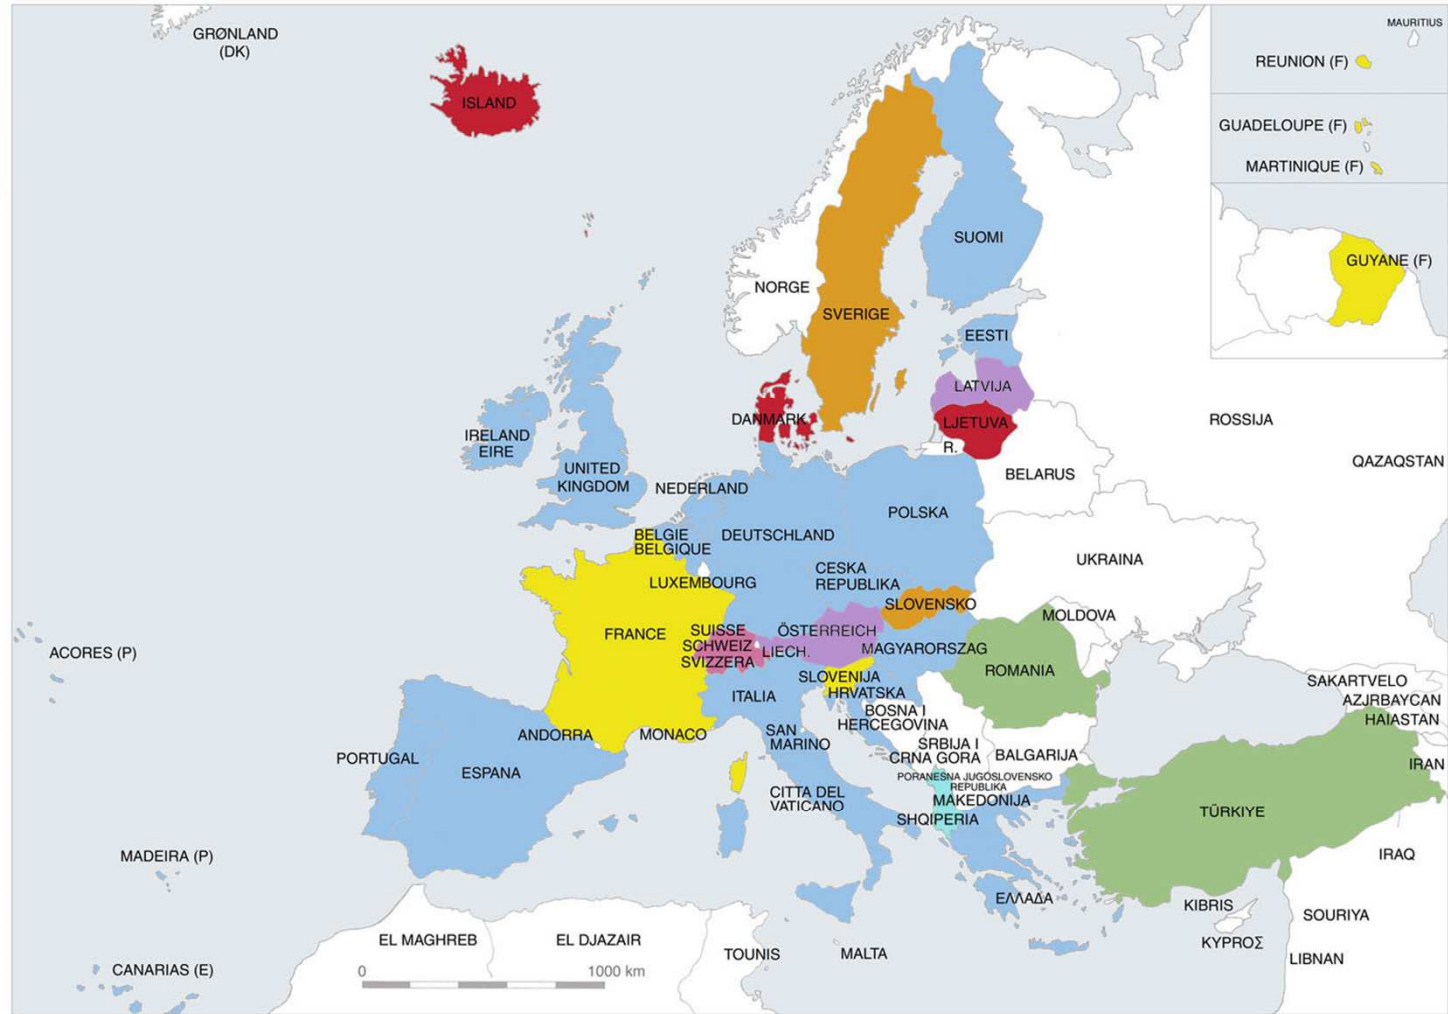 GRØNLAND
(DK)
MAURITIUS
REUNION (F)
GUADELOUPE (F)
MARTINIQUE (F)
GUYANE (F)
ISLAND
SUOMI
NORGE
SVERIGE
EESTI
LATVIJA
DANMARK
LJETUVA
R.
ROSSIJA
IRELAND
EIRE
UNITED
KINGDOM
NEDERLAND
BELARUS
QAZAQSTAN
POLSKA
BELGIE
BELGIQUE
DEUTSCHLAND
LUXEMBOURG
CESKA
REPUBLIKA
UKRAINA
SLOVENSKO
MOLDOVA
FRANCE
SUISSE
SCHWEIZ
SVIZZERA
LIECH.
ÖSTERREICH
MAGYARORSZAG
ACORES (P)
ROMANIA
SLOVENIJA
HRVATSKA
ITALIA
BOSNA I
HERCEGOVINA
SAKARTVELO
AZJRBAYCAN
HAIASTAN
ANDORRA
MONACO
SAN
MARINO
SRBIJA I
CRNA GORA
BALGARIJA
IRAN
PORTUGAL
ESPANA
PORANESNA JUGOSLOVENSKO
REPUBLIKA
MAKEDONIJA
CITTA DEL
VATICANO
SHQIPERIA
TÜRKIYE
MADEIRA (P)
IRAQ
ΕΛΛΑΔΑ
KIBRIS
ΚΥΡΡΟΣ
SOURIYA
LIBNAN
EL MAGHREB
EL DJAZAIR
TOUNIS
MALTA
CANARIAS (E)
0
1000 km